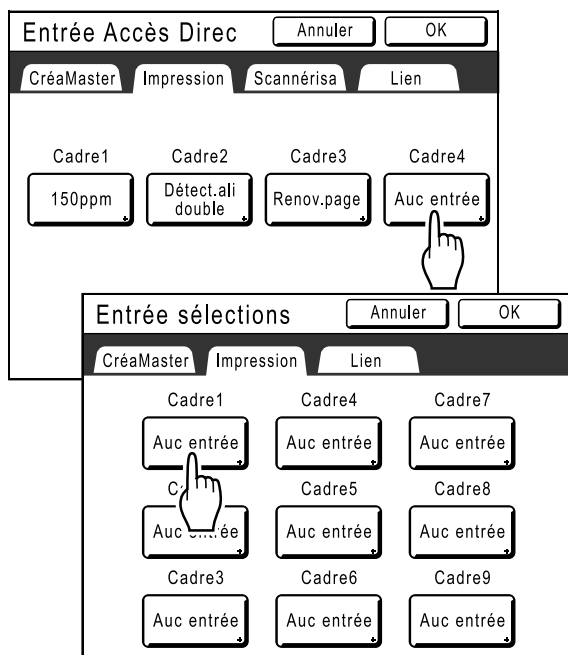 Entrée Accès Direc Annuler OK
CréaMaster Impression Scannérisa Lien
Cadre1 Cadre2 Cadre3 Cadre4
150ppm Détect.ali double Renov.page Auc entrée
Entrée sélections Annuler OK
CréaMaster Impression Lien
Cadre1 Cadre4 Cadre7
Auc entrée Auc entrée Auc entrée
Cadre5 Cadre8
Auc entrée Auc entrée
Cadre3 Cadre6 Cadre9
Auc entrée Auc entrée Auc entrée